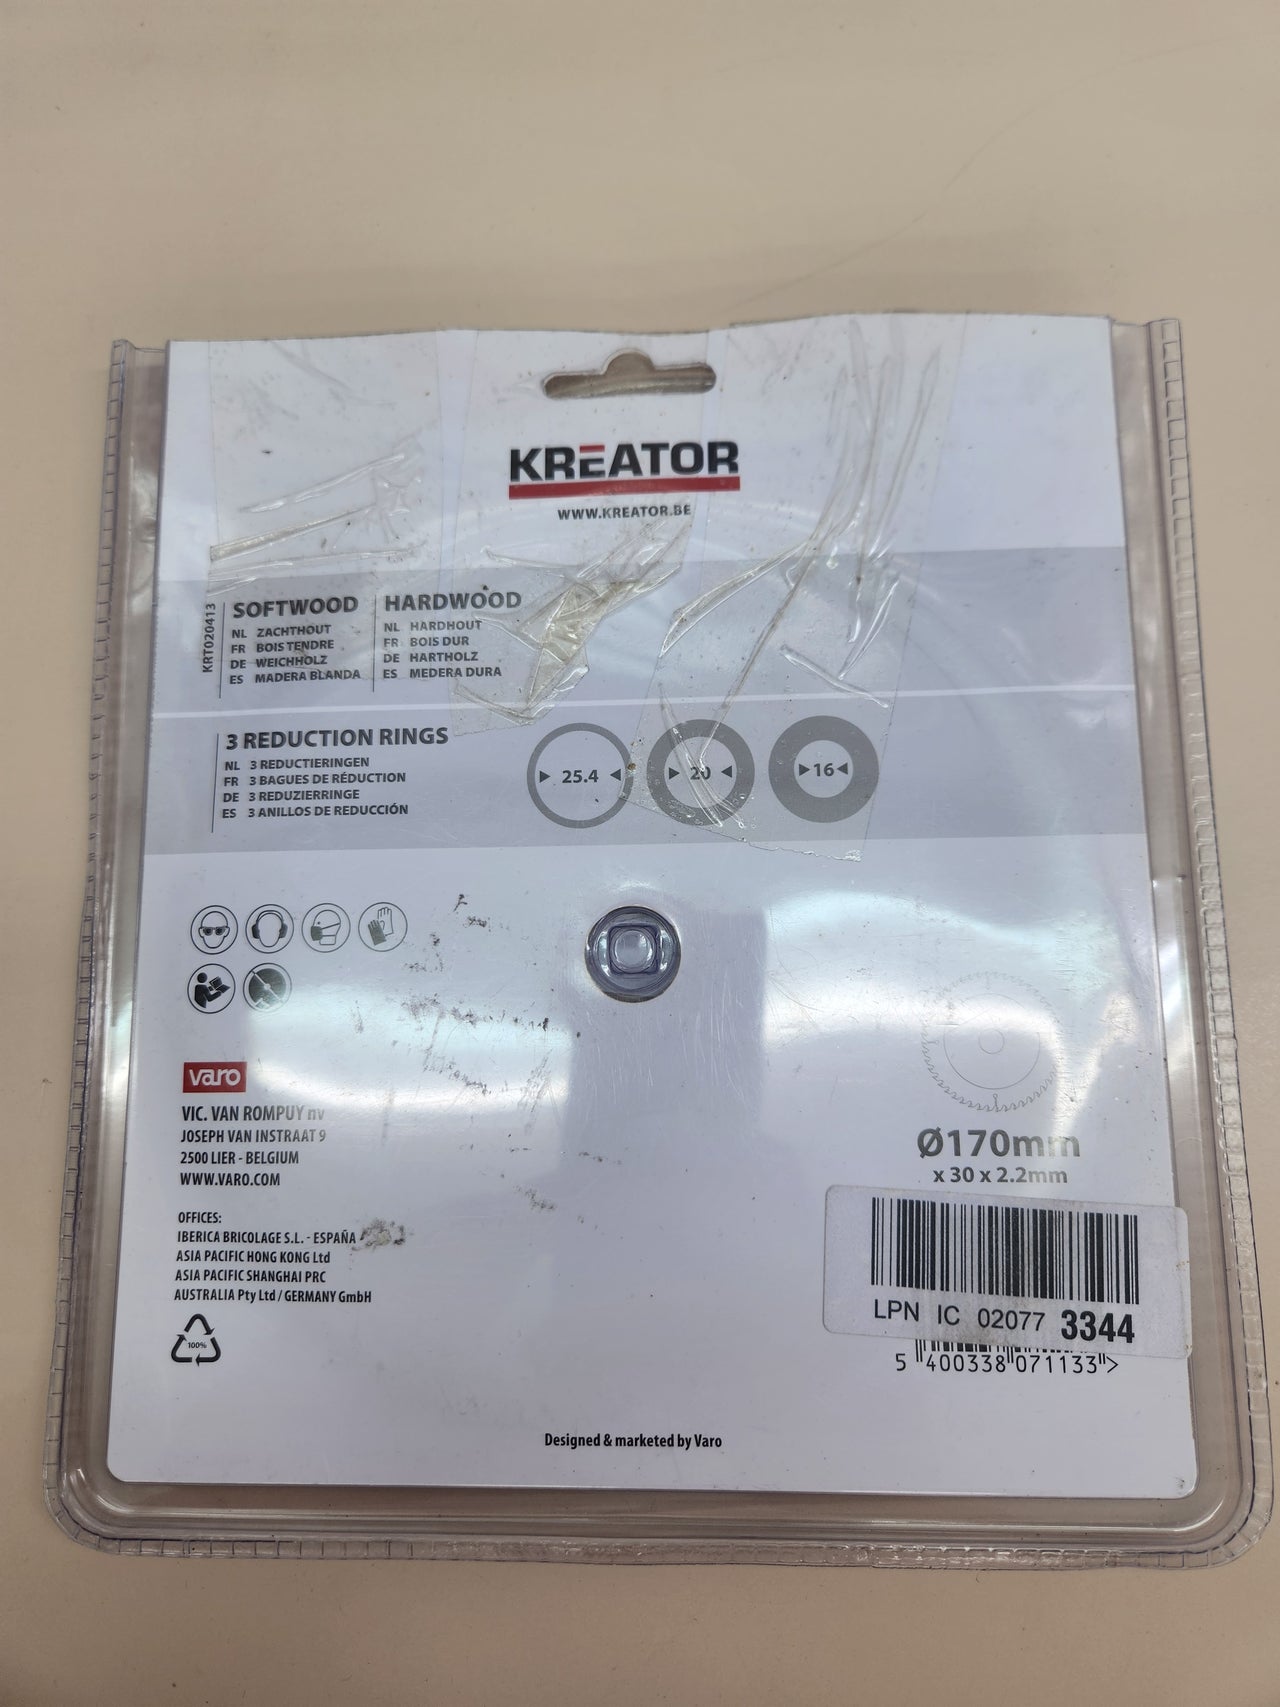 KREATOR
WWW.KREATOR.BE
KRT020413
SOFTWOOD
NL ZACHTHOUT
FR BOIS TENDRE
DE WEICHHOLZ
ES MADERA BLANDA
HARDWOOD
NL HARDHOUT
FR BOIS DUR
DE HARTHOLZ
ES MEDERA DURA
3 REDUCTION RINGS
NL 3 REDUCTIERINGEN
FR 3 BAGUES DE RÉDUCTION
DE 3 REDUZIERRINGE
ES 3 ANILLOS DE REDUCCIÓN
25.4
20
16
varo
VIC. VAN ROMPUY nv
JOSEPH VAN INSTRAAT 9
2500 LIER - BELGIUM
WWW.VARO.COM
OFFICES:
IBERICA BRICOLAGE S.L. - ESPAÑA
ASIA PACIFIC HONG KONG Ltd
ASIA PACIFIC SHANGHAI PRC
AUSTRALIA Pty Ltd / GERMANY GmbH
100%
Ø170mm
x 30 x 2.2mm
LPN IC 02077 3344
5 400338 071133 >
Designed & marketed by Varo